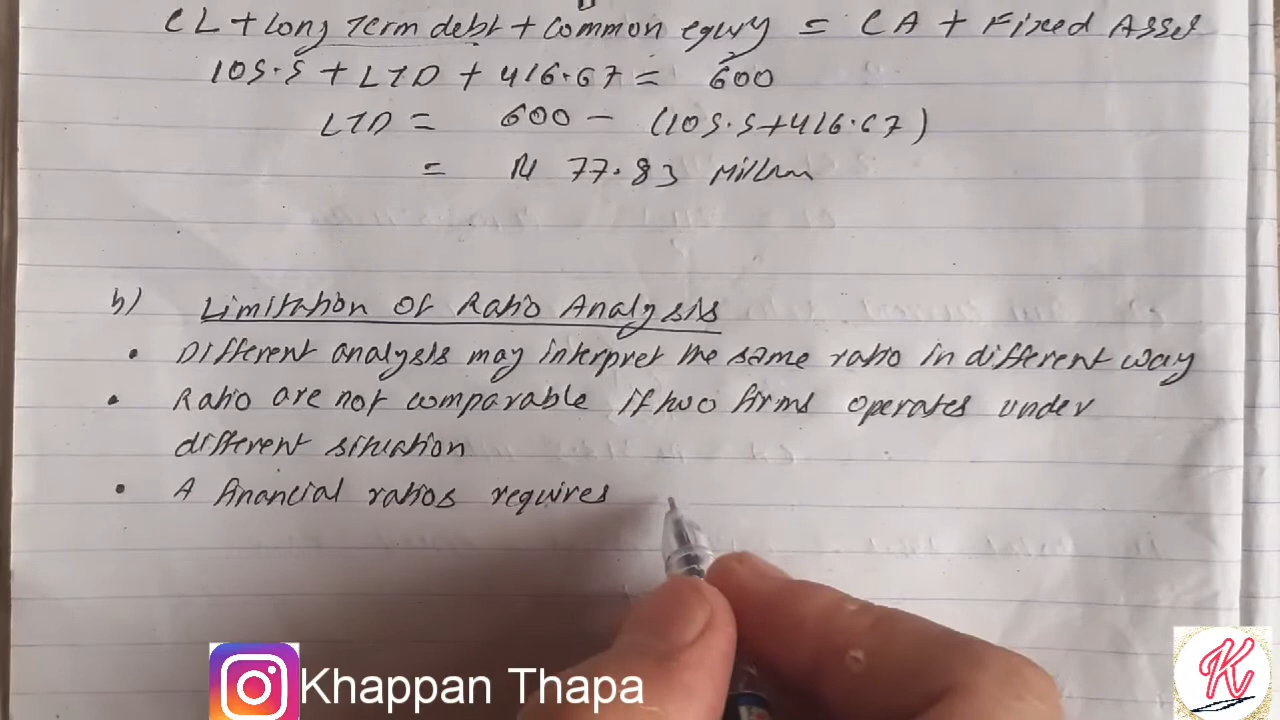 CL + Long Term debt + Common equity = CA + Fixed Asset
105.5 + LTD + 416.67 = 600
LTD = 600 - (105.5+416.67)
= Rs 77.83 Million
b) Limitation Of Ratio Analysis
• Different analysis may interpret the same ratio in different way
• Ratio are not comparable if two firms operates under
different situation
• A financial ratios requires
Khappan Thapa
K